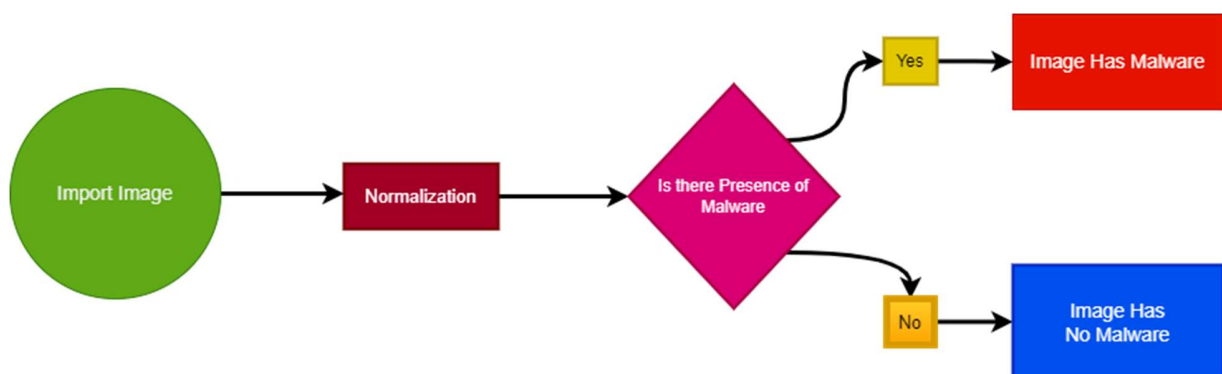 Import Image
Normalization
Is there Presence of
Malware
Yes
Image Has Malware
No
Image Has
No Malware